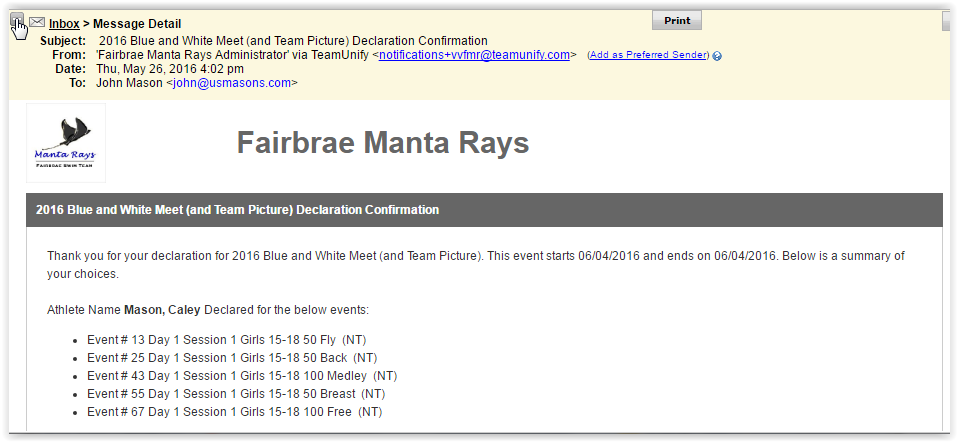 Inbox > Message Detail
Print
Subject: 2016 Blue and White Meet (and Team Picture) Declaration Confirmation
From: 'Fairbrae Manta Rays Administrator' via TeamUnify <notifications+vvfmr@teamunify.com> (Add as Preferred Sender)
Date: Thu, May 26, 2016 4:02 pm
To: John Mason <john@usmasons.com>
Manta Rays
Fairbrae Swim Team
Fairbrae Manta Rays
2016 Blue and White Meet (and Team Picture) Declaration Confirmation
Thank you for your declaration for 2016 Blue and White Meet (and Team Picture). This event starts 06/04/2016 and ends on 06/04/2016. Below is a summary of
your choices.
Athlete Name Mason, Caley Declared for the below events:
• Event # 13 Day 1 Session 1 Girls 15-18 50 Fly (NT)
• Event # 25 Day 1 Session 1 Girls 15-18 50 Back (NT)
• Event # 43 Day 1 Session 1 Girls 15-18 100 Medley (NT)
• Event # 55 Day 1 Session 1 Girls 15-18 50 Breast (NT)
• Event # 67 Day 1 Session 1 Girls 15-18 100 Free (NT)